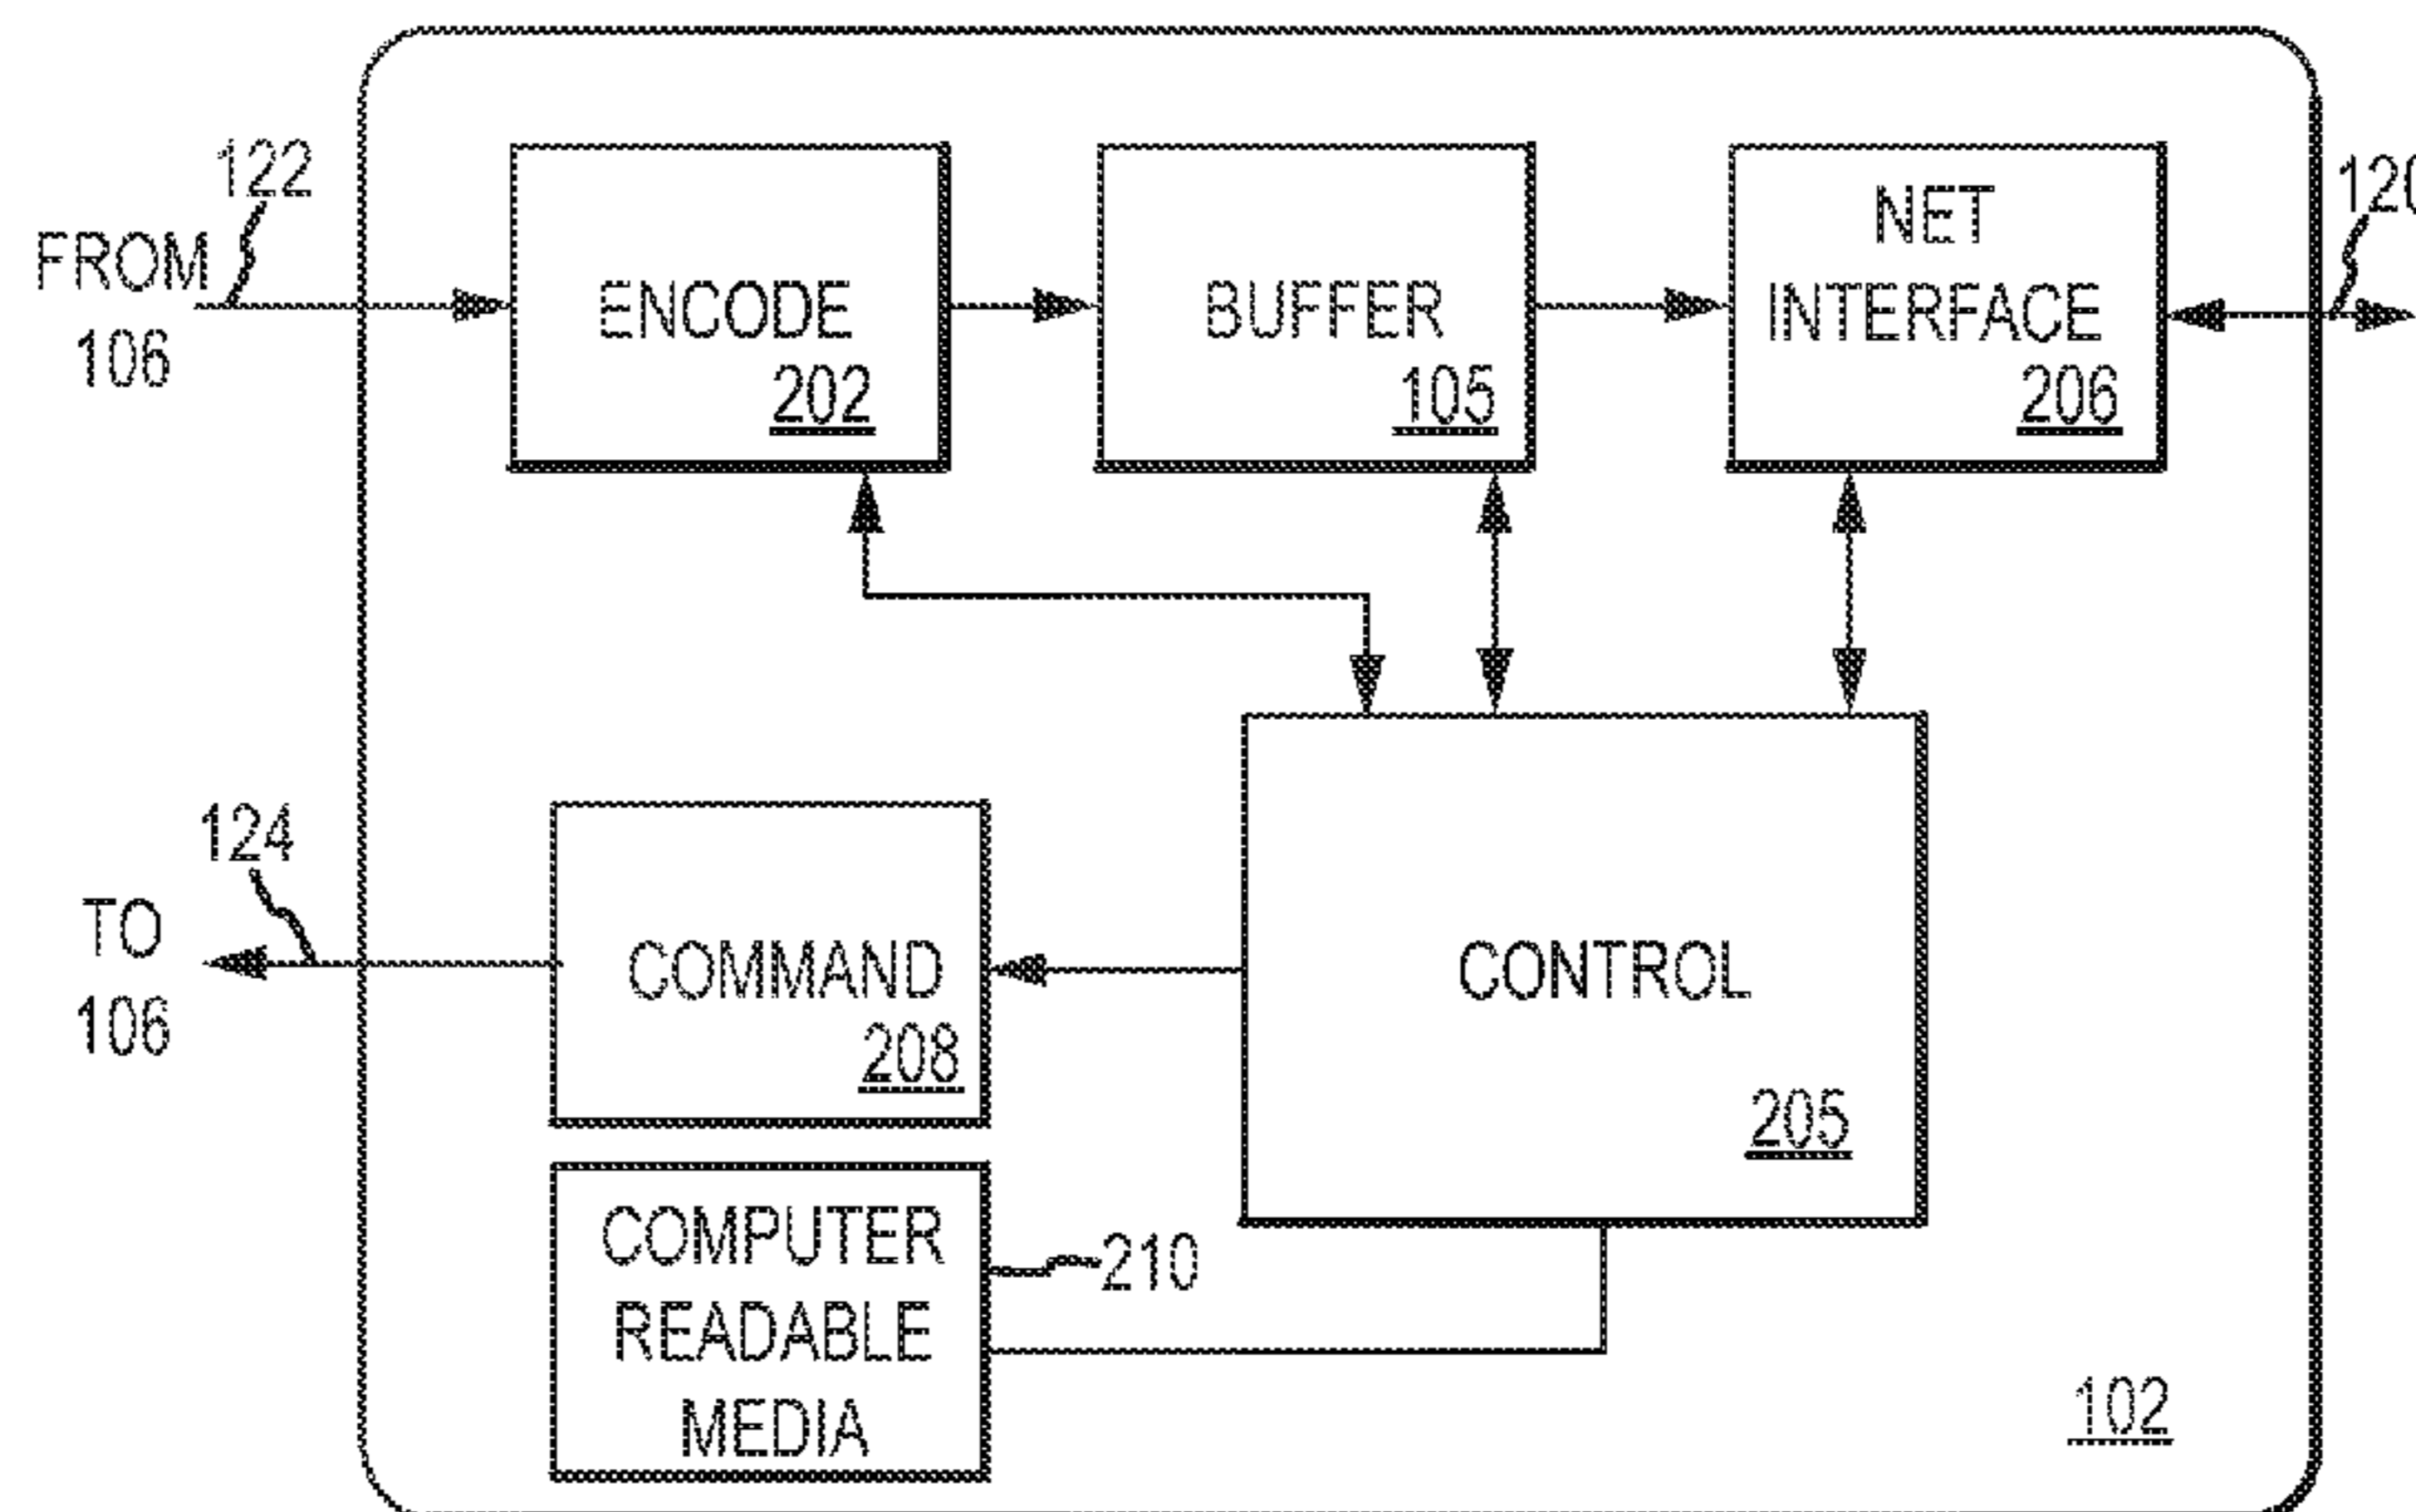 122
FROM
106
ENCODE
202
BUFFER
105
NET
INTERFACE
206
120
124
TO
106
COMMAND
208
CONTROL
205
COMPUTER
READABLE
MEDIA
210
102